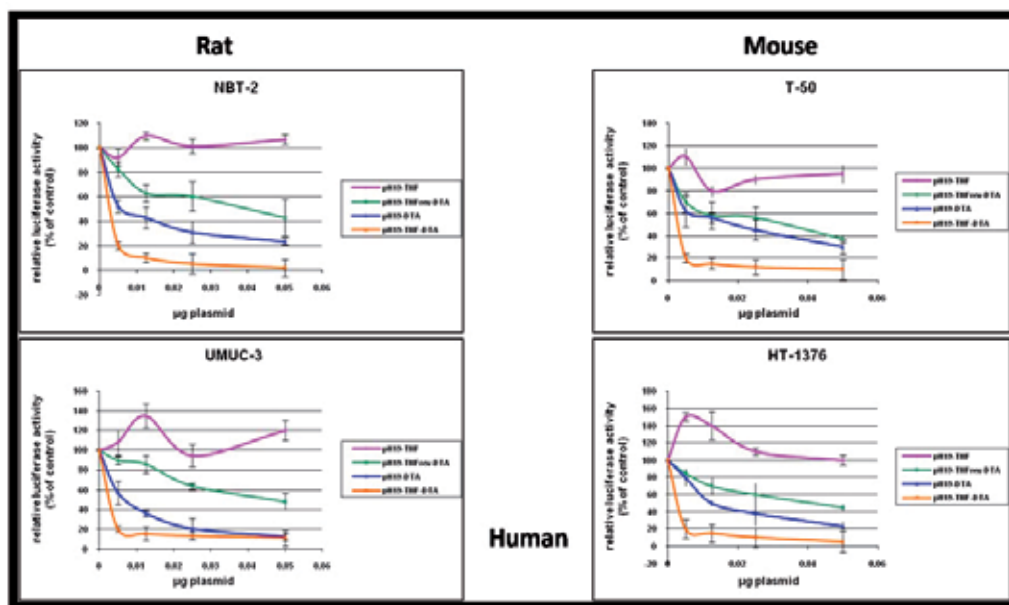 Rat
Mouse
NBT-2
120
100
80
60
40
20
0
-20
0
0.01
0.02
0.03
0.04
0.05
0.06
relative luciferase activity
(% of control)
µg plasmid
pH19-TNF
pH19-DTA
pH19-TNF-DTA
T-50
140
120
100
80
60
40
20
0
0
0.02
0.04
0.06
relative luciferase activity
(% of control)
µg plasmid
pH19-TNF
pH19-DTA
pH19-TNF-DTA
UMUC-3
160
140
120
100
80
60
40
20
0
0
0.01
0.02
0.03
0.04
0.05
0.06
relative luciferase activity
(% of control)
µg plasmid
pH19-TNF
pH19-DTA
pH19-TNF-DTA
Human
HT-1376
180
160
140
120
100
80
60
40
20
0
-20
0
0.02
0.04
0.06
relative luciferase activity
(% of control)
µg plasmid
pH19-TNF
pH19-DTA
pH19-TNF-DTA